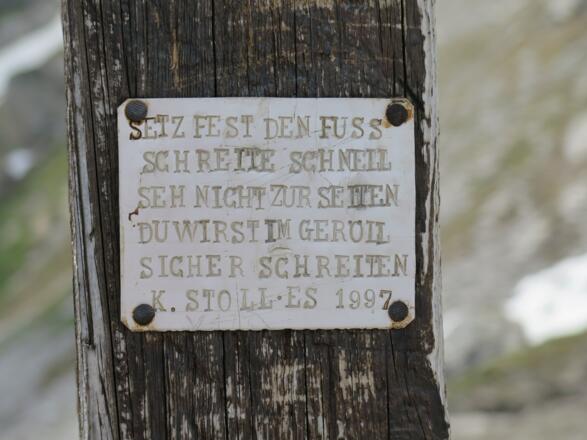 SETZ FEST DEN FUSS
SCHREITE SCHNELL
SEH NICHT ZUR SEITEN
DU WIRST IM GERÖLL
SICHER SCHREITEN
K. STOLL·ES 1997